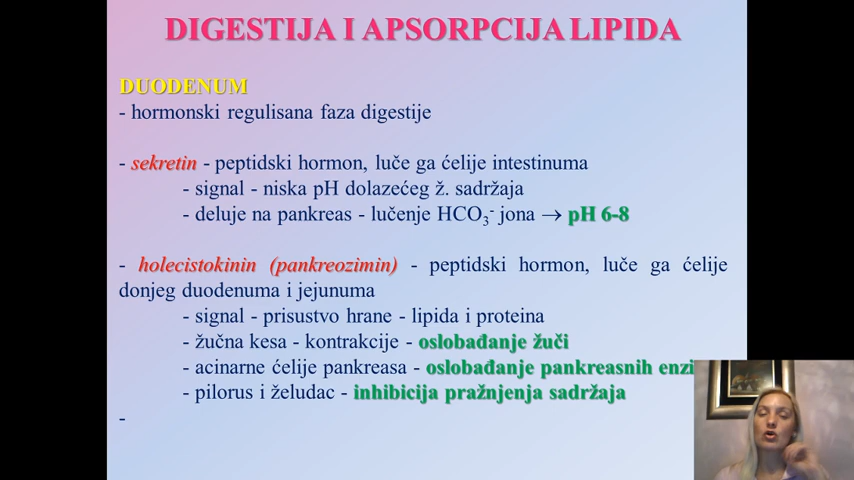 DIGESTIJA I APSORPCIJA LIPIDA
DUODENUM
- hormonski regulisana faza digestije
- sekretin - peptidski hormon, luče ga ćelije intestinuma
- signal - niska pH dolazećeg ž. sadržaja
- deluje na pankreas - lučenje HCO₃⁻ jona → pH 6-8
- holecistokinin (pankreozimin) - peptidski hormon, luče ga ćelije
donjeg duodenuma i jejunuma
- signal - prisustvo hrane - lipida i proteina
- žučna kesa - kontrakcije - oslobađanje žuči
- acinarne ćelije pankreasa - oslobađanje pankreasnih
- pilorus i želudac - inhibicija pražnjenja sadržaja
-